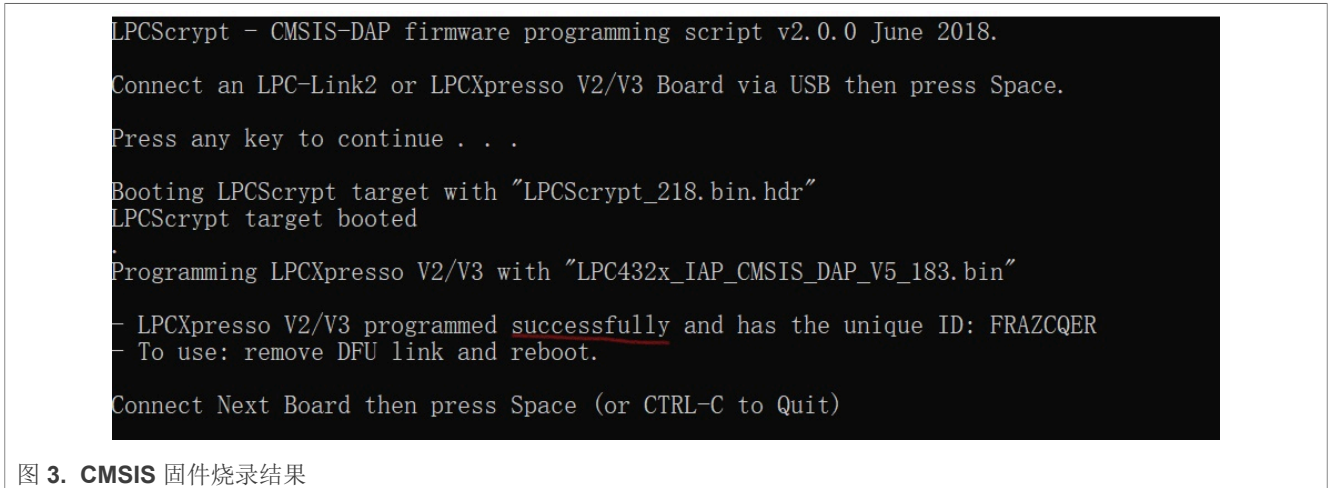 LPCScrypt - CMSIS-DAP firmware programming script v2.0.0 June 2018.
Connect an LPC-Link2 or LPCXpresso V2/V3 Board via USB then press Space.
Press any key to continue . . .
Booting LPCScrypt target with "LPCScrypt_218.bin.hdr"
LPCScrypt target booted
.
Programming LPCXpresso V2/V3 with "LPC432x_IAP_CMSIS_DAP_V5_183.bin"
- LPCXpresso V2/V3 programmed successfully and has the unique ID: FRAZCQER
- To use: remove DFU link and reboot.
Connect Next Board then press Space (or CTRL-C to Quit)
图 3. CMSIS 固件烧录结果